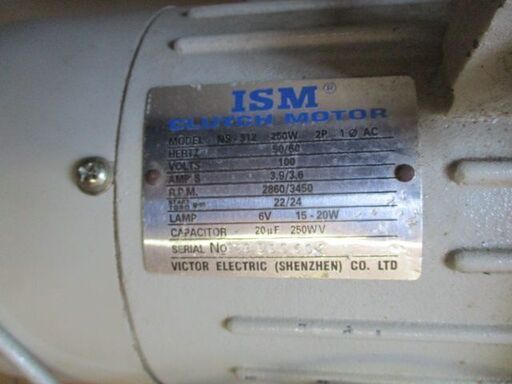 ISM®
CLUTCH MOTOR
MODEL NS-312 250W 2P 1 Ø AC
HERTZ 50/60
VOLTS 100
AMP.S 3.9/3.6
R.P.M. 2860/3450
START 22/24
LAMP 6V 15-20W
CAPACITOR 20µF 250WV
SERIAL No
VICTOR ELECTRIC (SHENZHEN) CO. LTD